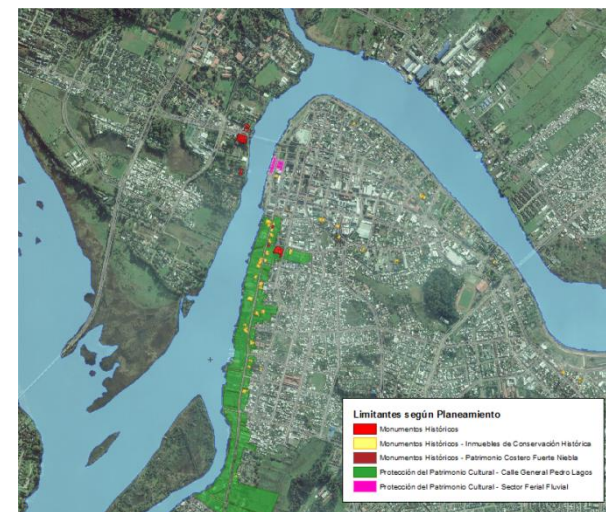 Limitantes según Planeamiento
Monumentos Históricos
Monumentos Históricos - Inmuebles de Conservación Histórica
Monumentos Históricos - Patrimonio Costero Fuerte Niebla
Protección del Patrimonio Cultural - Calle General Pedro Lagos
Protección del Patrimonio Cultural - Sector Ferial Fluvial